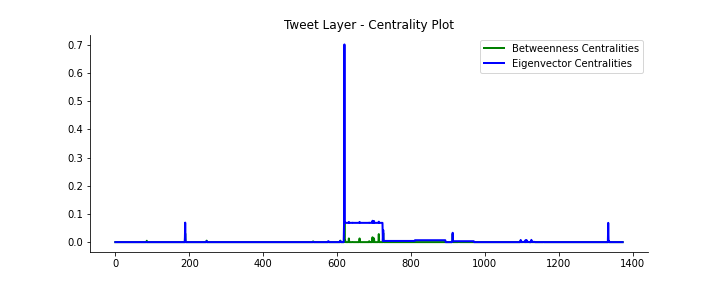 Tweet Layer - Centrality Plot
Betweenness Centralities
Eigenvector Centralities
0.7
0.6
0.5
0.4
0.3
0.2
0.1
0.0
0 200 400 600 800 1000 1200 1400